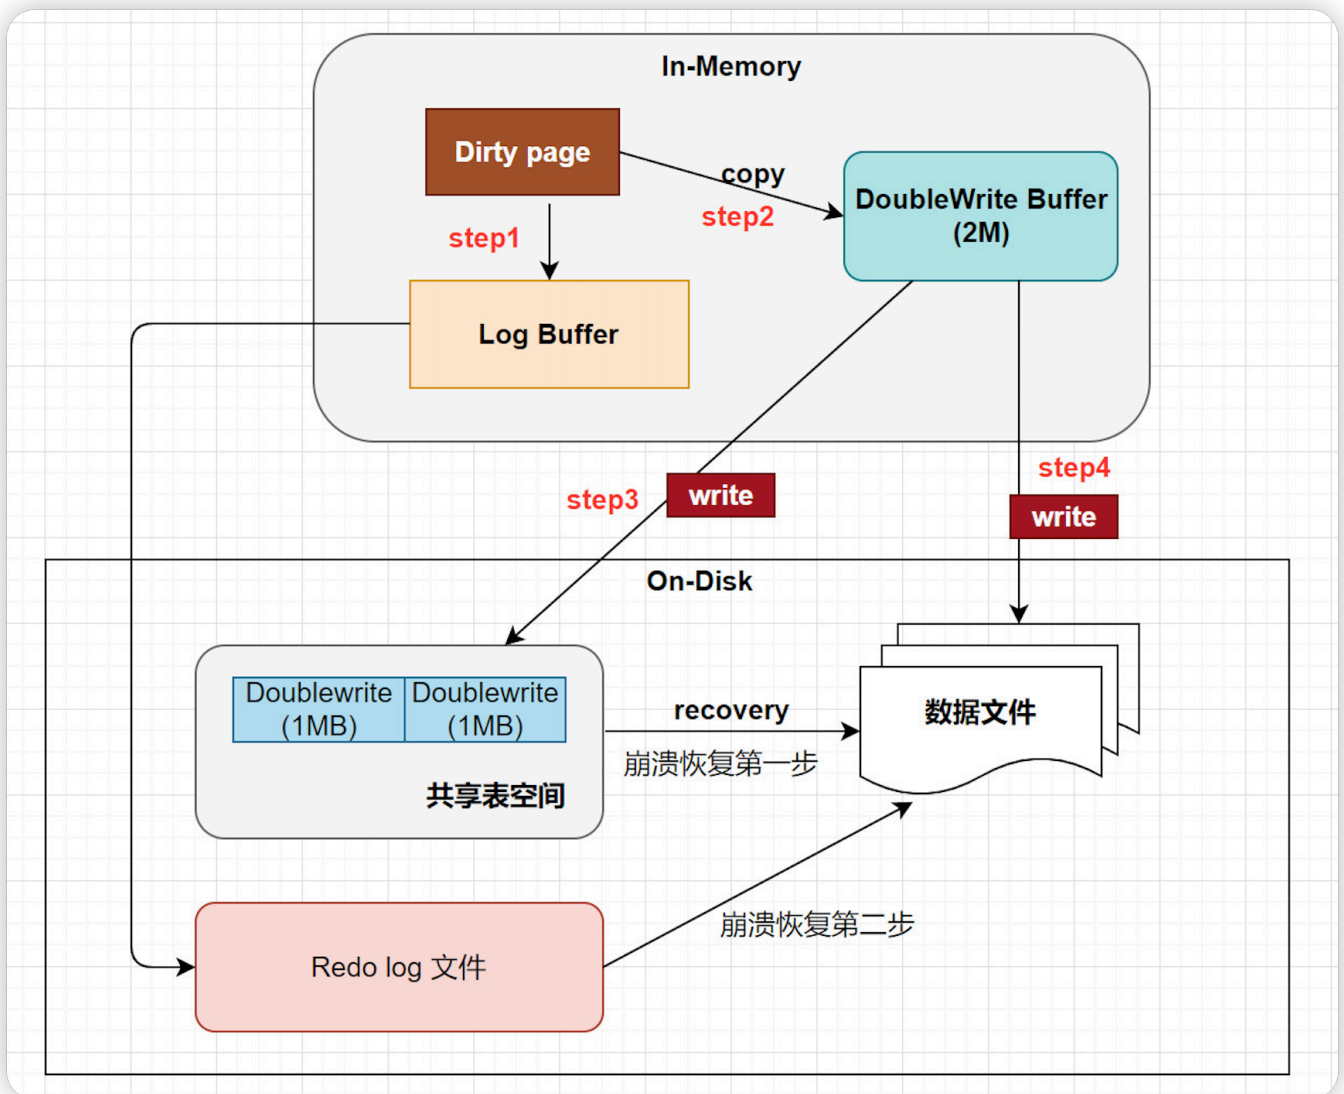 In-Memory
Dirty page
copy
step2
DoubleWrite Buffer
(2M)
step1
Log Buffer
step4
step3
write
write
On-Disk
Doublewrite
(1MB)
Doublewrite
(1MB)
共享表空间
recovery
崩溃恢复第一步
数据文件
崩溃恢复第二步
Redo log 文件